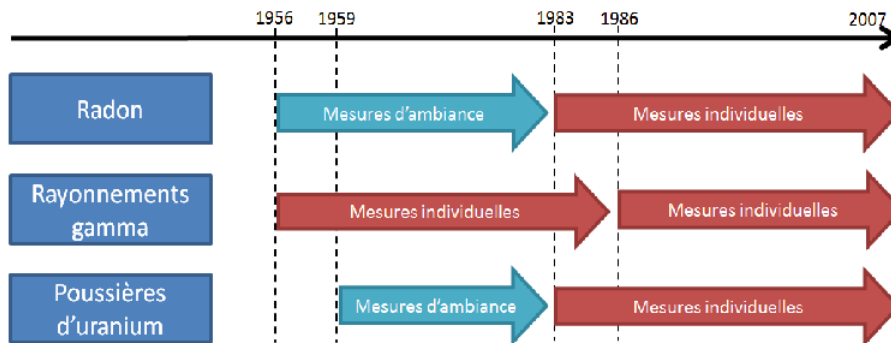 1956 1959 1983 1986 2007
Radon
Mesures d'ambiance
Mesures individuelles
Rayonnements
gamma
Mesures individuelles
Mesures individuelles
Poussières
d'uranium
Mesures d'ambiance
Mesures individuelles